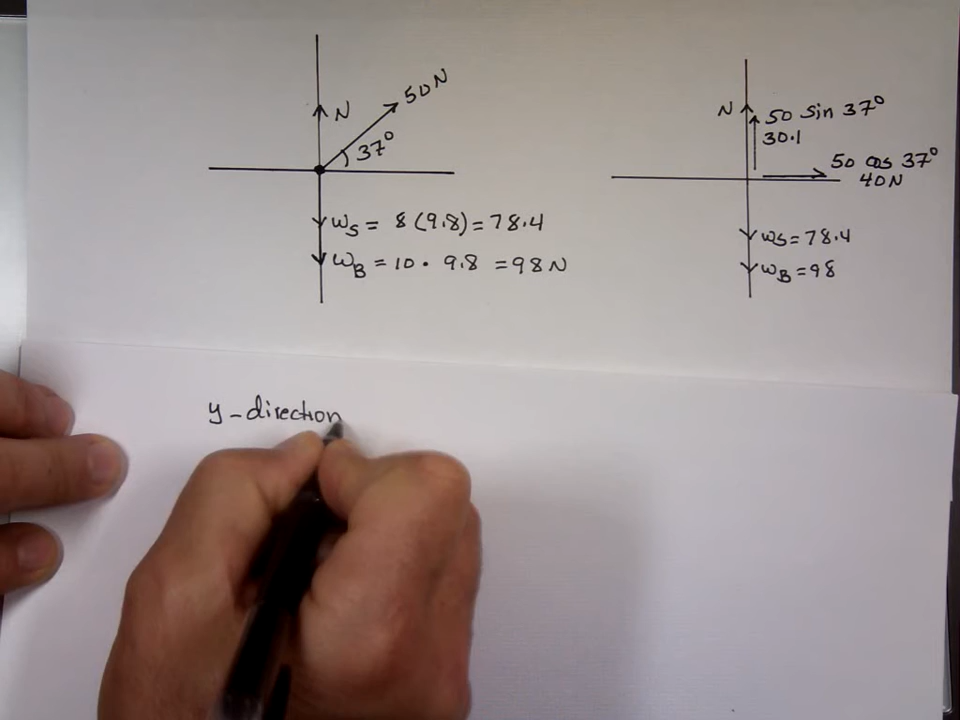 N
50N
37°
ws = 8 (9.8) = 78.4
wB = 10 · 9.8 = 98N
N
50 sin 37°
30.1
50 cos 37°
40N
ws = 78.4
wB = 98
y-direction